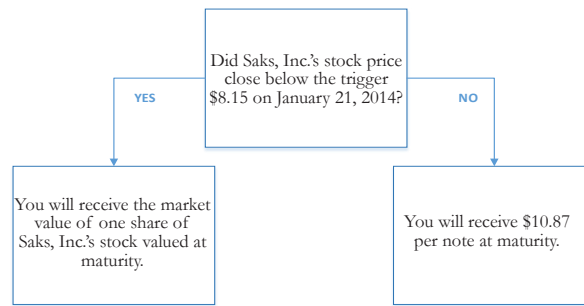 Did Saks, Inc.'s stock price
close below the trigger
$8.15 on January 21, 2014?
YES
NO
You will receive the market
value of one share of
Saks, Inc.'s stock valued at
maturity.
You will receive $10.87
per note at maturity.